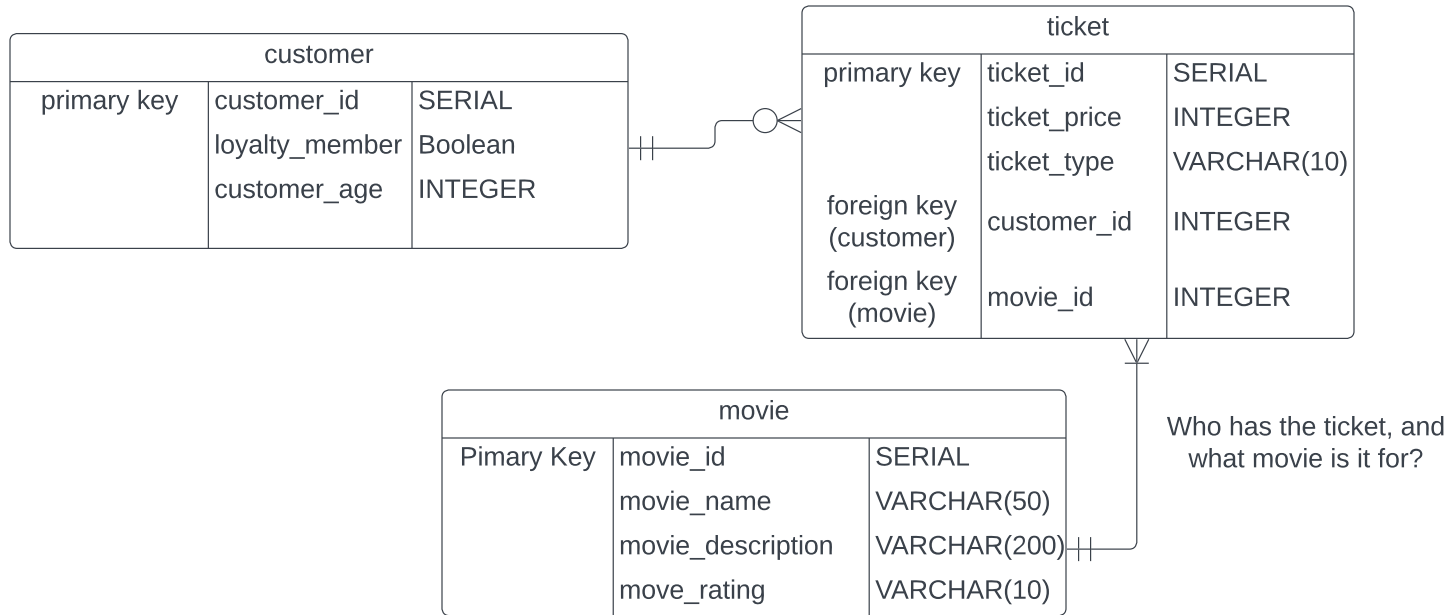 customer
primary key customer_id SERIAL
loyalty_member Boolean
customer_age INTEGER
ticket
primary key ticket_id SERIAL
ticket_price INTEGER
ticket_type VARCHAR(10)
foreign key
(customer) customer_id INTEGER
foreign key
(movie) movie_id INTEGER
movie
Pimary Key movie_id SERIAL
movie_name VARCHAR(50)
movie_description VARCHAR(200)
move_rating VARCHAR(10)
Who has the ticket, and
what movie is it for?